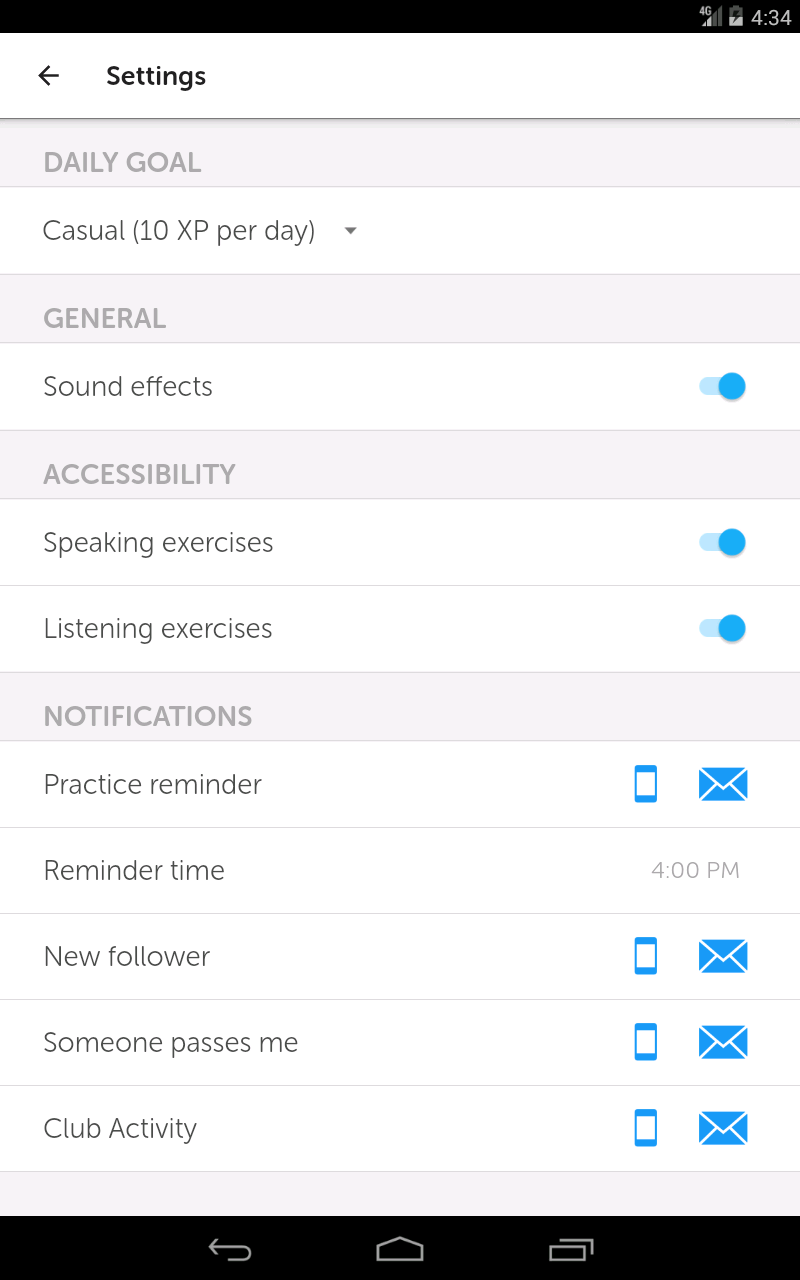 4G 4:34
Settings
DAILY GOAL
Casual (10 XP per day)
GENERAL
Sound effects
ACCESSIBILITY
Speaking exercises
Listening exercises
NOTIFICATIONS
Practice reminder
Reminder time 4:00 PM
New follower
Someone passes me
Club Activity